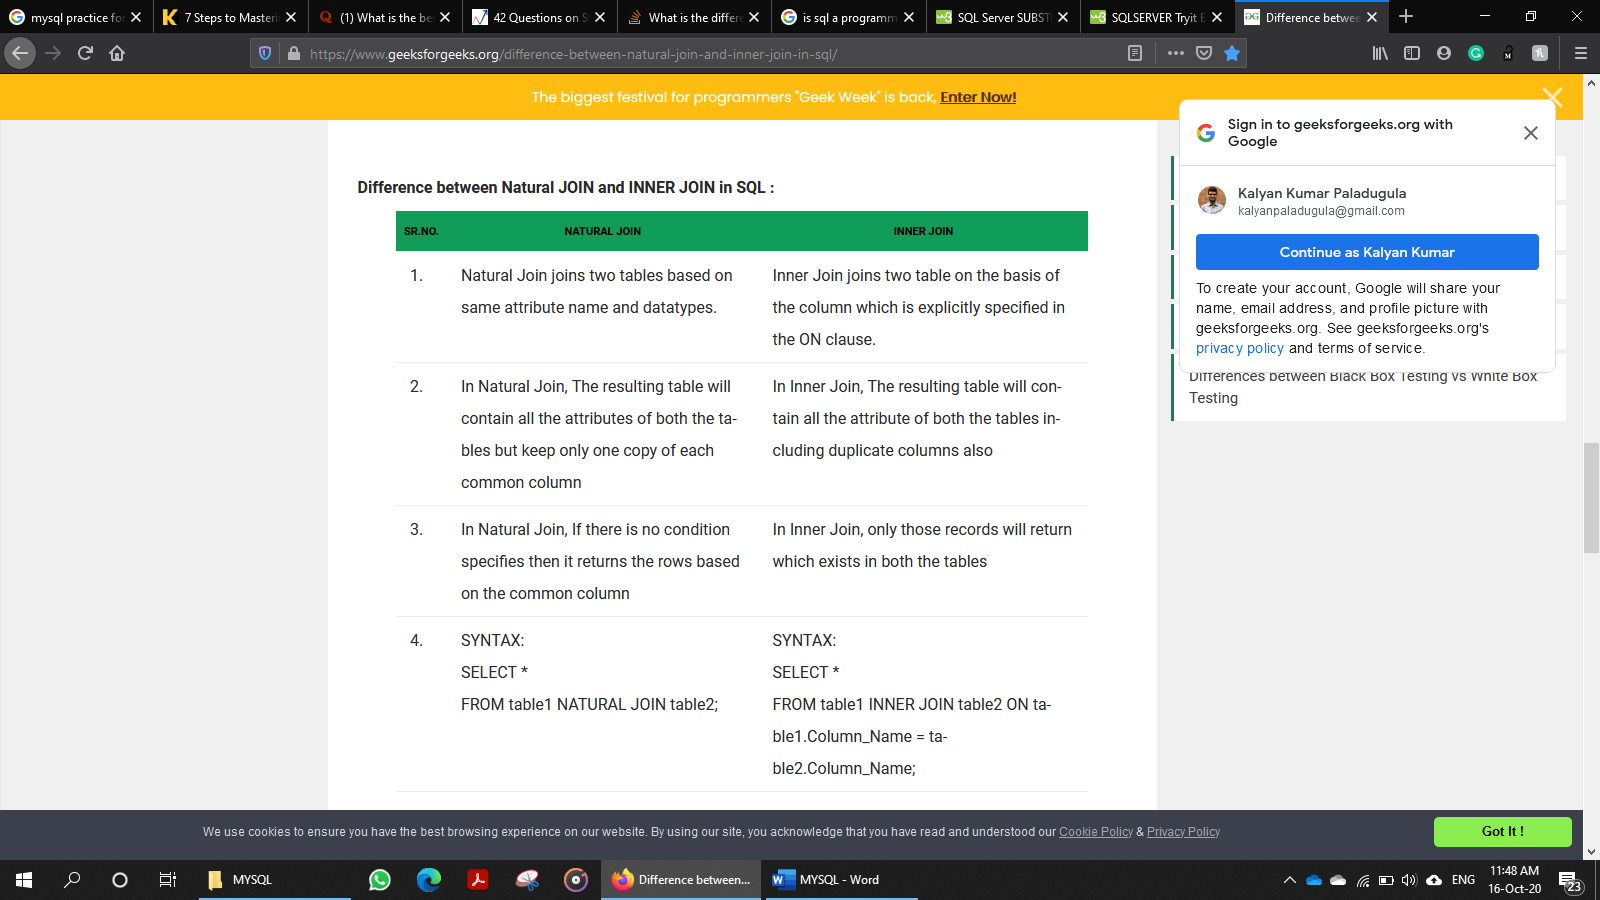 mysql practice fo
7 Steps to Masteri
(1) What is the be
42 Questions on S
What is the differe
is sql a programm
SQL Server SUBST
SQLSERVER Tryit E
Difference betwee
https://www.geeksforgeeks.org/difference-between-natural-join-and-inner-join-in-sql/
The biggest festival for programmers "Geek Week" is back, Enter Now!
Sign in to geeksforgeeks.org with
Google
Kalyan Kumar Paladugula
kalyanpaladugula@gmail.com
Continue as Kalyan Kumar
To create your account, Google will share your
name, email address, and profile picture with
geeksforgeeks.org. See geeksforgeeks.org's
privacy policy and terms of service.
Differences between Black Box Testing vs White Box
Testing
Difference between Natural JOIN and INNER JOIN in SQL :
SR.NO. NATURAL JOIN INNER JOIN
1. Natural Join joins two tables based on
same attribute name and datatypes.
Inner Join joins two table on the basis of
the column which is explicitly specified in
the ON clause.
2. In Natural Join, The resulting table will
contain all the attributes of both the ta-
bles but keep only one copy of each
common column
In Inner Join, The resulting table will con-
tain all the attribute of both the tables in-
cluding duplicate columns also
3. In Natural Join, If there is no condition
specifies then it returns the rows based
on the common column
In Inner Join, only those records will return
which exists in both the tables
4. SYNTAX:
SELECT *
FROM table1 NATURAL JOIN table2;
SYNTAX:
SELECT *
FROM table1 INNER JOIN table2 ON ta-
ble1.Column_Name = ta-
ble2.Column_Name;
We use cookies to ensure you have the best browsing experience on our website. By using our site, you acknowledge that you have read and understood our Cookie Policy & Privacy Policy
Got It !
MYSQL
Difference between...
MYSQL - Word
ENG
11:48 AM
16-Oct-20
23